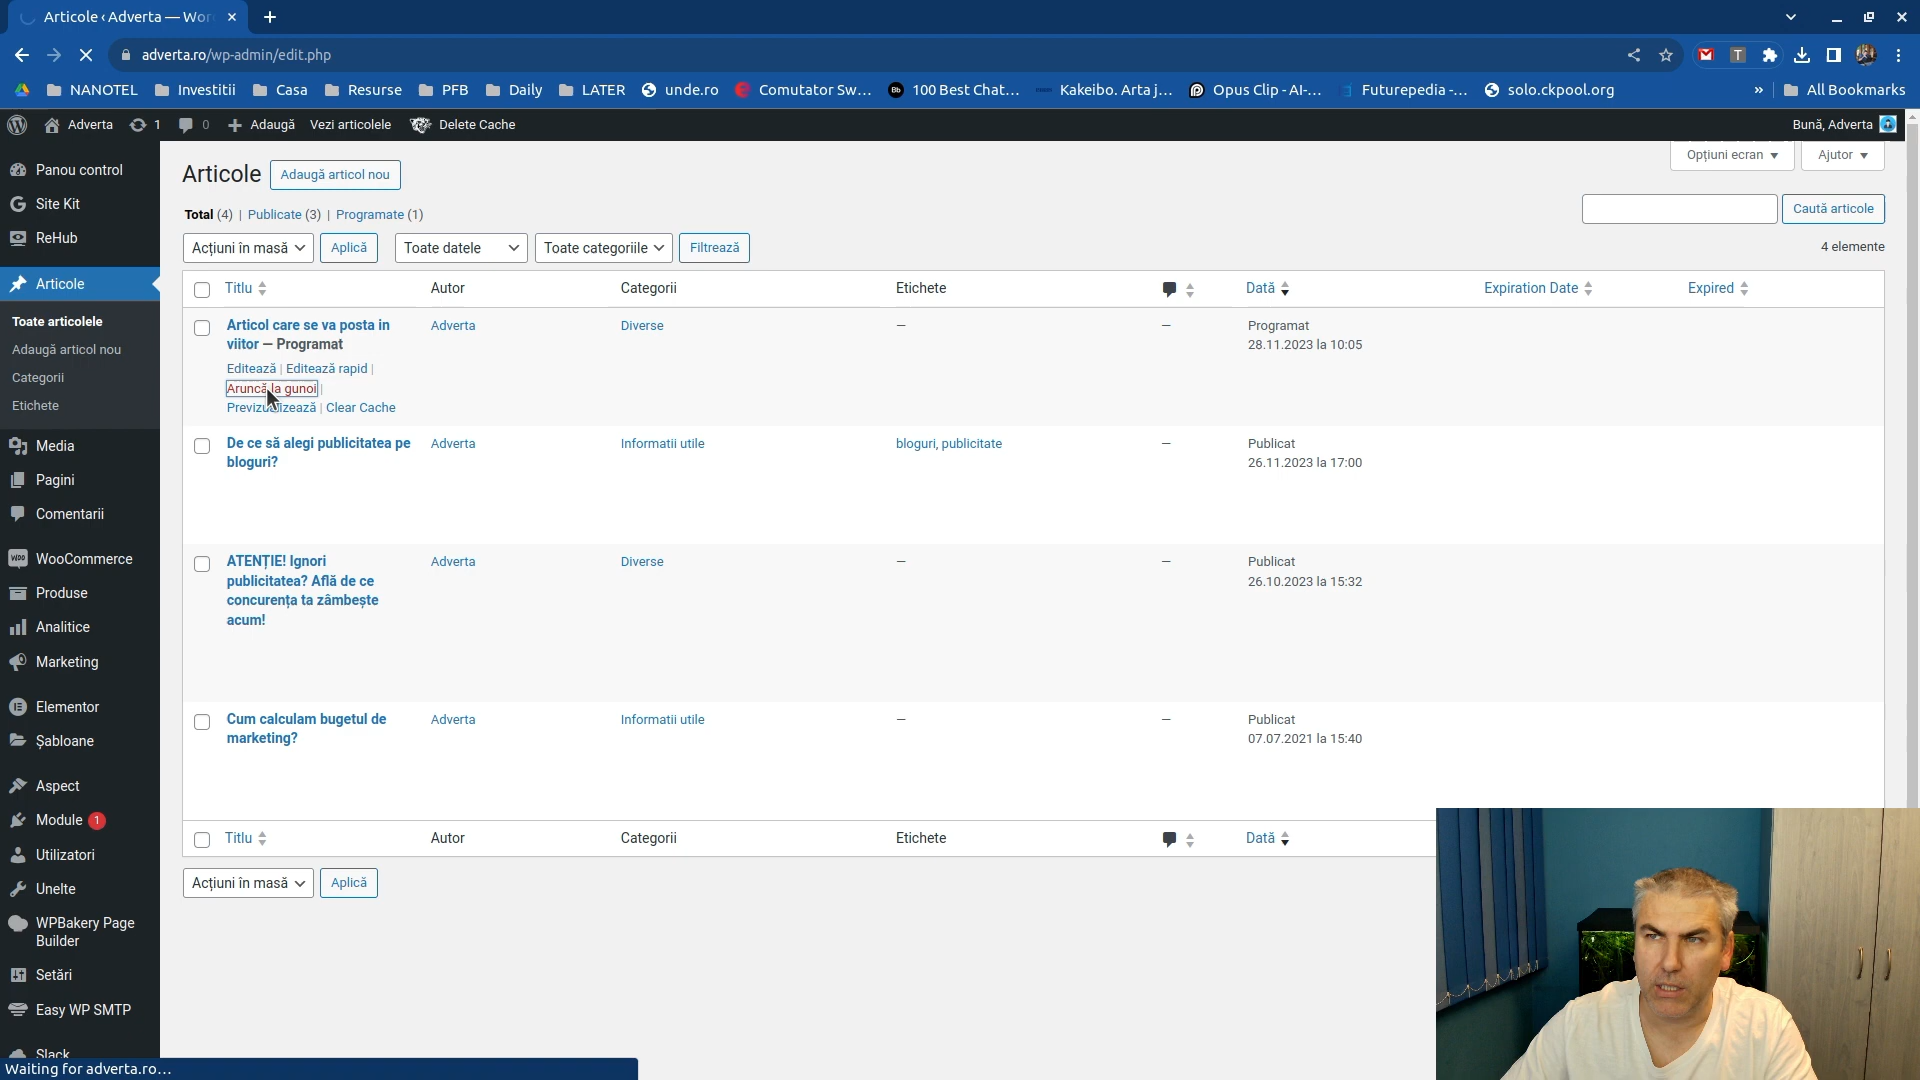 Articole ‹ Adverta — Wor
adverta.ro/wp-admin/edit.php
NANOTEL Investitii Casa Resurse PFB Daily LATER unde.ro Comutator Sw... 100 Best Chat... Kakeibo. Arta j... Opus Clip - AI-... Futurepedia -... solo.ckpool.org » All Bookmarks
Adverta 1 0 Adaugă Vezi articolele Delete Cache Bună, Adverta
Opțiuni ecran Ajutor
Panou control
Site Kit
ReHub
Articole
Toate articolele
Adaugă articol nou
Categorii
Etichete
Media
Pagini
Comentarii
WooCommerce
Produse
Analitice
Marketing
Elementor
Șabloane
Aspect
Module 1
Utilizatori
Unelte
WPBakery Page
Builder
Setări
Easy WP SMTP
Slack
Articole Adaugă articol nou
Total (4) | Publicate (3) | Programate (1)
Caută articole
Acțiuni în masă Aplică Toate datele Toate categoriile Filtrează 4 elemente
Titlu Autor Categorii Etichete Dată Expiration Date Expired
Articol care se va posta in Adverta Diverse — — Programat
viitor — Programat 28.11.2023 la 10:05
Editează | Editează rapid |
Aruncă la gunoi |
Previzualizează | Clear Cache
De ce să alegi publicitatea pe Adverta Informatii utile bloguri, publicitate — Publicat
bloguri? 26.11.2023 la 17:00
ATENȚIE! Ignori Adverta Diverse — — Publicat
publicitatea? Află de ce 26.10.2023 la 15:32
concurența ta zâmbește
acum!
Cum calculam bugetul de Adverta Informatii utile — — Publicat
marketing? 07.07.2021 la 15:40
Titlu Autor Categorii Etichete Dată
Acțiuni în masă Aplică
Waiting for adverta.ro...